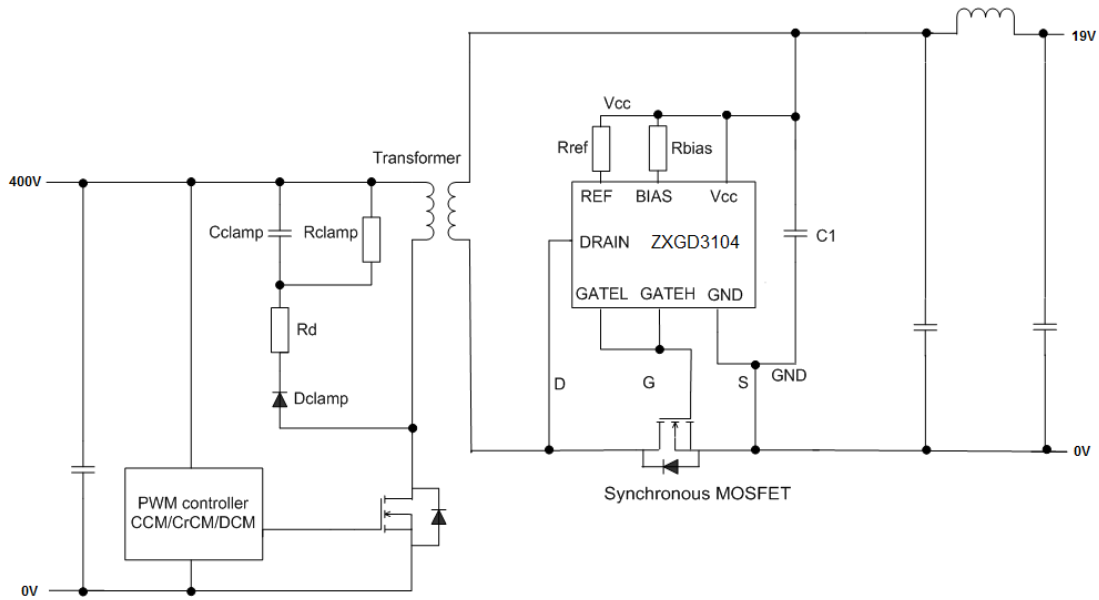 19V
Vcc
Rref
Rbias
Transformer
400V
REF
BIAS
Vcc
Cclamp
Rclamp
DRAIN
ZXGD3104
C1
GATEL
GATEH
GND
Rd
D
G
S
GND
Dclamp
0V
Synchronous MOSFET
PWM controller
CCM/CrCM/DCM
0V